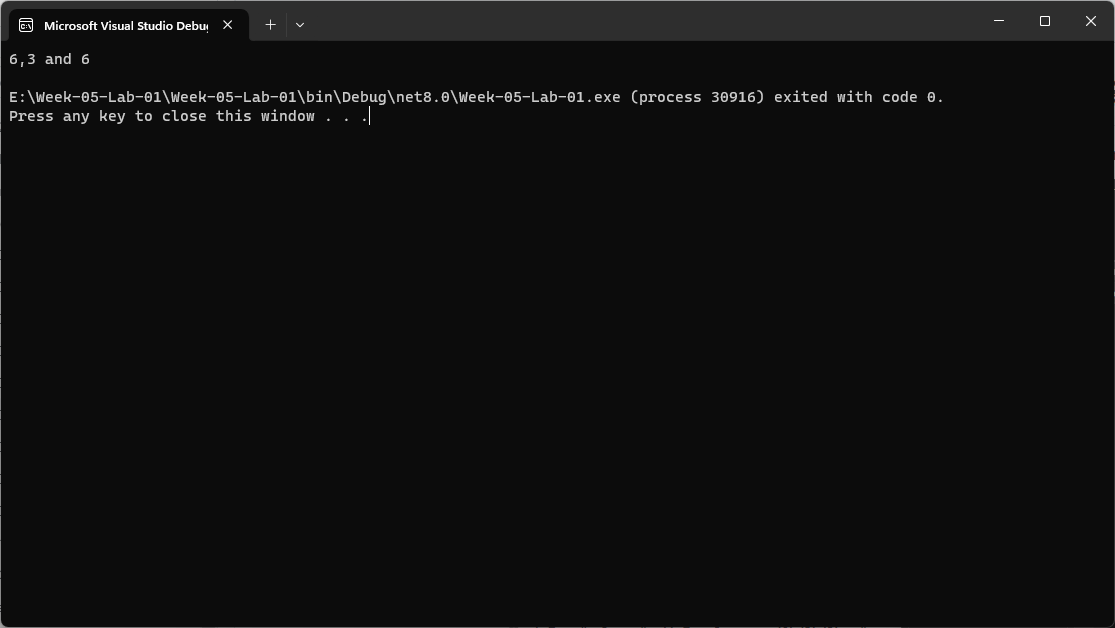 Microsoft Visual Studio Debug
6,3 and 6
E:\Week-05-Lab-01\Week-05-Lab-01\bin\Debug\net8.0\Week-05-Lab-01.exe (process 30916) exited with code 0.
Press any key to close this window . . .